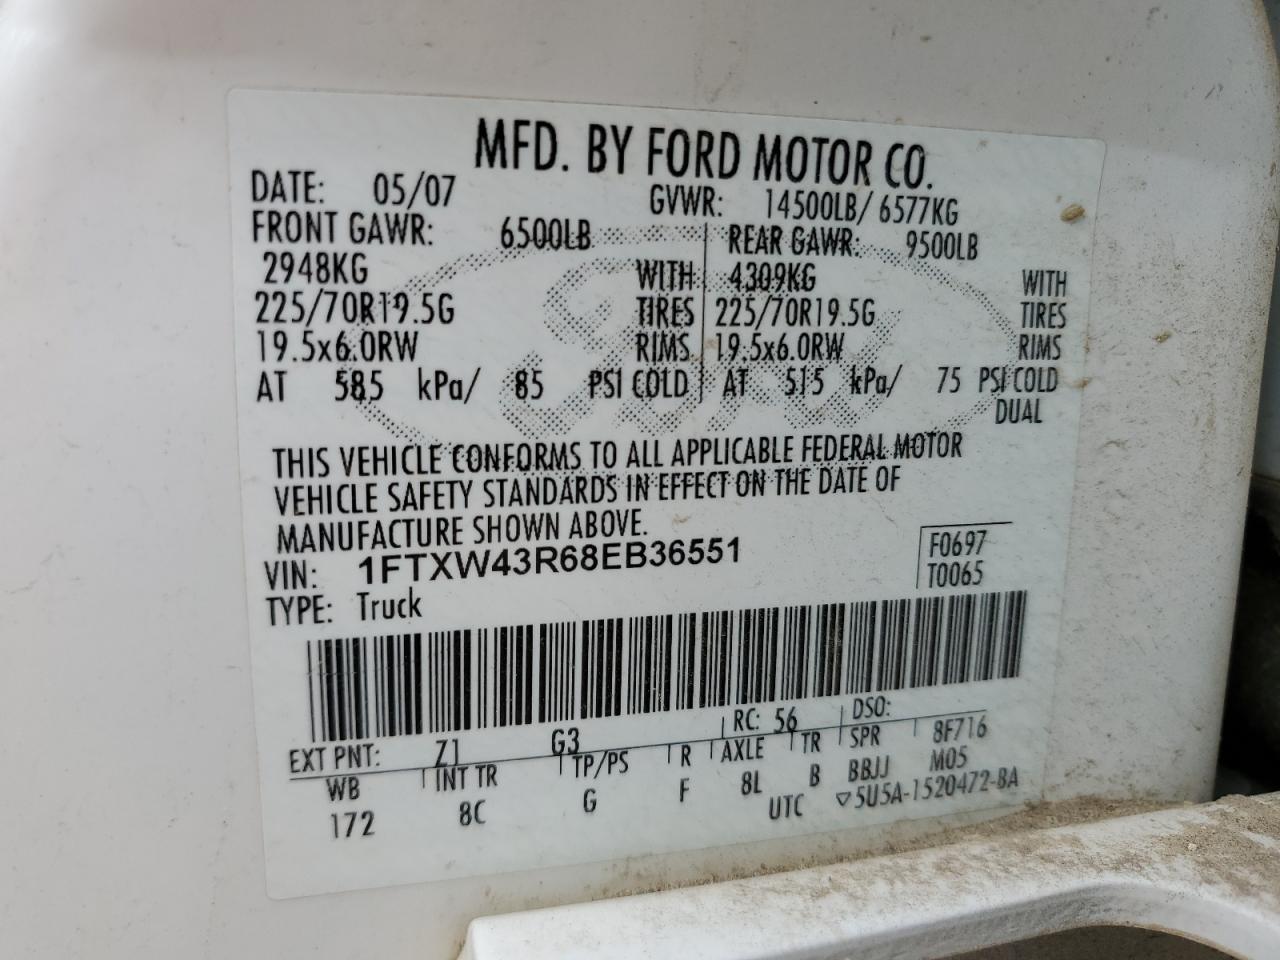 MFD. BY FORD MOTOR CO.
DATE: 05/07 GVWR: 14500LB/ 6577KG
FRONT GAWR: 6500LB REAR GAWR: 9500LB
2948KG WITH 4309KG WITH
225/70R19.5G TIRES 225/70R19.5G TIRES
19.5x6.0RW RIMS 19.5x6.0RW RIMS
AT 585 kPa/ 85 PSI COLD AT 515 kPa/ 75 PSI COLD
DUAL
THIS VEHICLE CONFORMS TO ALL APPLICABLE FEDERAL MOTOR
VEHICLE SAFETY STANDARDS IN EFFECT ON THE DATE OF
MANUFACTURE SHOWN ABOVE.
VIN: 1FTXW43R68EB36551 F0697
TYPE: Truck T0065
EXT PNT: Z1 G3 RC: 56 DSO:
WB INT TR TP/PS R AXLE TR SPR 8F716
172 8C G F 8L B BBJJ M05
UTC ▽5U5A-1520472-BA